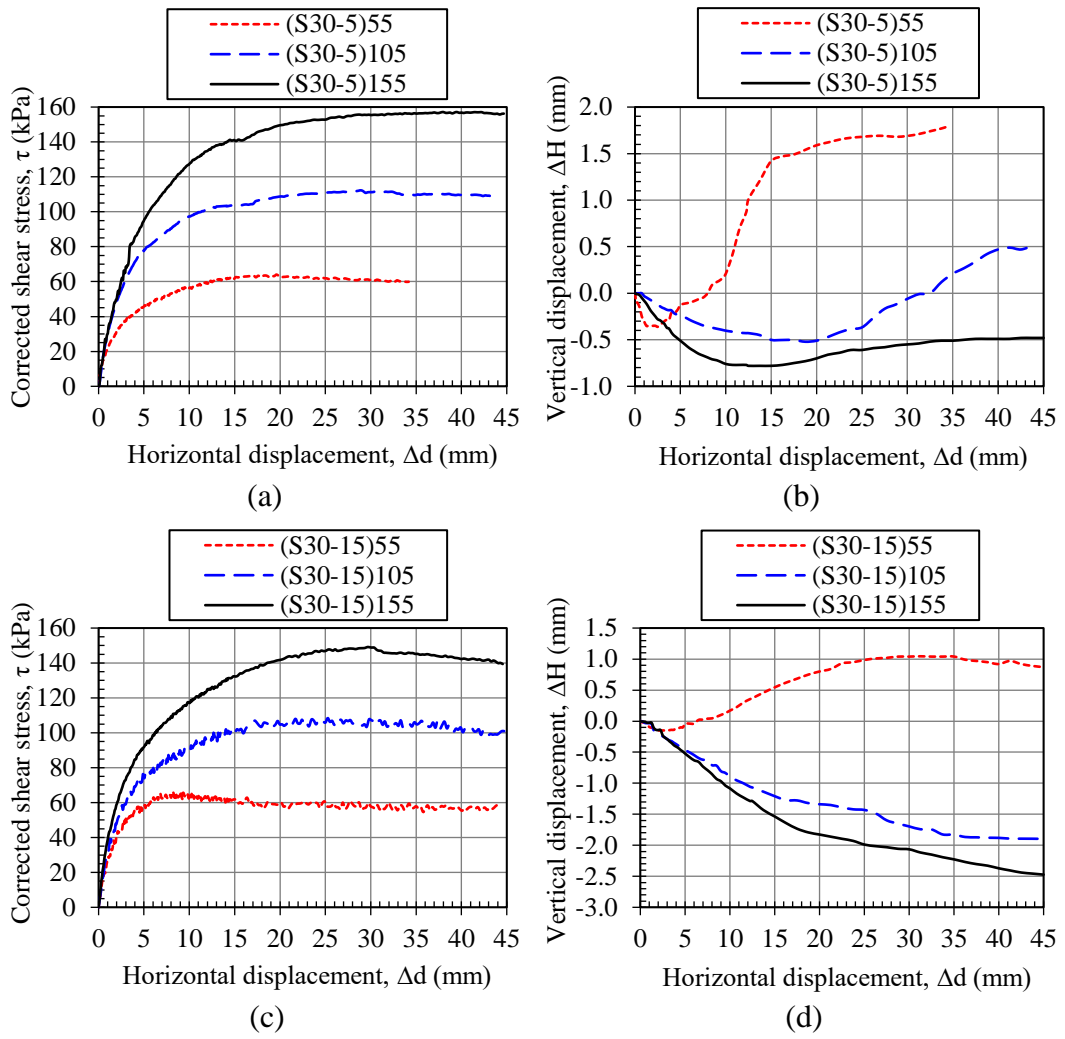 (S30-5)55
(S30-5)105
(S30-5)155
Corrected shear stress, τ (kPa)
160
140
120
100
80
60
40
20
0
0 5 10 15 20 25 30 35 40 45
Horizontal displacement, Δd (mm)
(a)
(S30-5)55
(S30-5)105
(S30-5)155
Vertical displacement, ΔH (mm)
2.0
1.5
1.0
0.5
0.0
-0.5
-1.0
0 5 10 15 20 25 30 35 40 45
Horizontal displacement, Δd (mm)
(b)
(S30-15)55
(S30-15)105
(S30-15)155
Corrected shear stress, τ (kPa)
160
140
120
100
80
60
40
20
0
0 5 10 15 20 25 30 35 40 45
Horizontal displacement, Δd (mm)
(c)
(S30-15)55
(S30-15)105
(S30-15)155
Vertical displacement, ΔH (mm)
1.5
1.0
0.5
0.0
-0.5
-1.0
-1.5
-2.0
-2.5
-3.0
0 5 10 15 20 25 30 35 40 45
Horizontal displacement, Δd (mm)
(d)